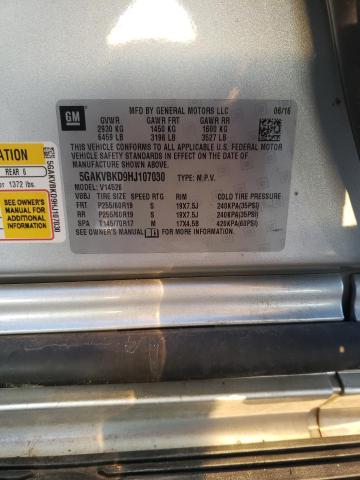 GM
MFD BY GENERAL MOTORS LLC 06/16
GVWR GAWR FRT GAWR RR
2930 KG 1450 KG 1600 KG
6459 LB 3196 LB 3527 LB
THIS VEHICLE CONFORMS TO ALL APPLICABLE U.S. FEDERAL MOTOR
VEHICLE SAFETY STANDARDS IN EFFECT ON THE DATE OF
MANUFACTURE SHOWN ABOVE.
5GAKVBKD9HJ107030 TYPE: M.P.V.
MODEL: V14526
VBBJ TIRE SIZE SPEED RTG RIM COLD TIRE PRESSURE
FRT P255/60R19 S 19X7.5J 240KPA(35PSI)
RR P255/60R19 S 19X7.5J 240KPA(35PSI)
SPA T145/70R17 M 17X4.5B 420KPA(60PSI)
SEE OWNER'S MANUAL FOR ADDITIONAL INFORMATION.
ATION
REAR 6
r 1372 lbs.
SEE OWNER'S
MANUAL FOR
ADDITIONAL
INFORMATION
5GAKVBKD9HJ107030